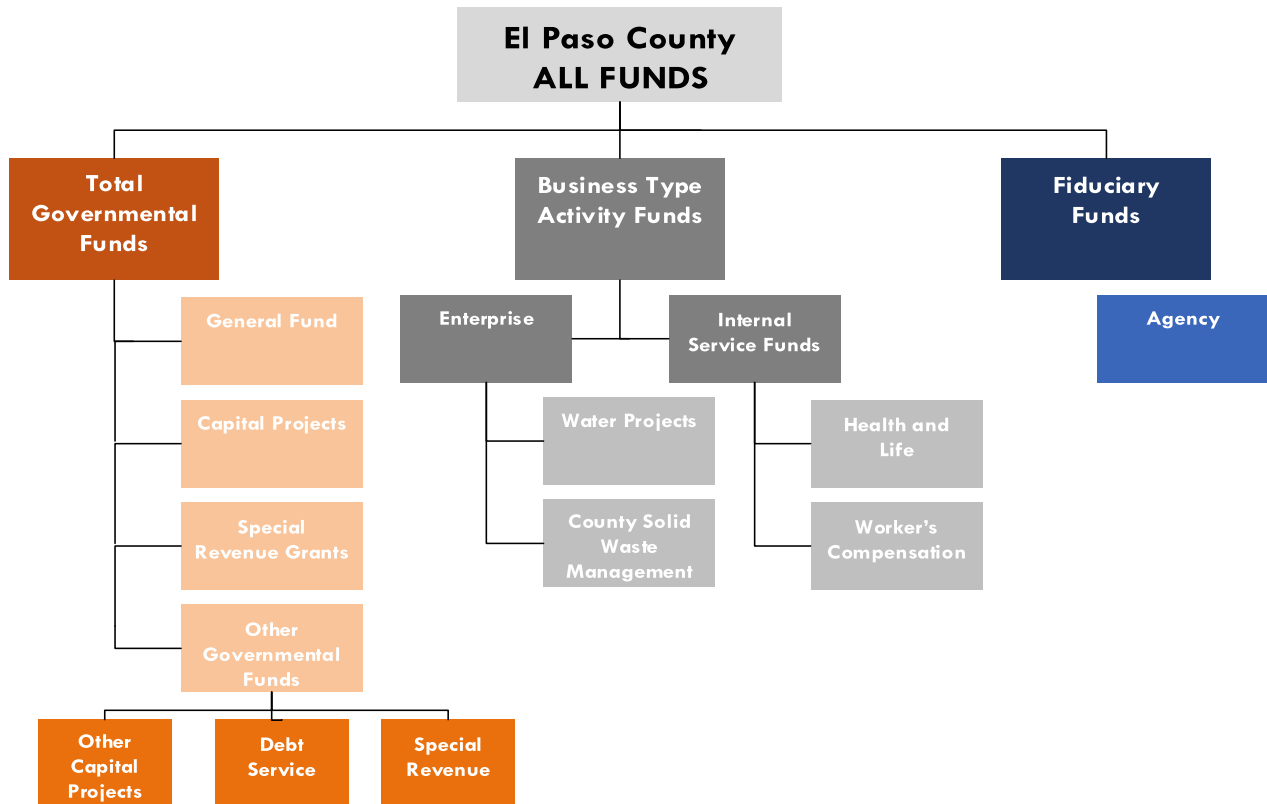 El Paso County
ALL FUNDS
Total
Governmental
Funds
Business Type
Activity Funds
Fiduciary
Funds
General Fund
Enterprise
Internal
Service Funds
Agency
Capital Projects
Water Projects
Health and
Life
Special
Revenue Grants
County Solid
Waste
Management
Worker’s
Compensation
Other
Governmental
Funds
Other
Capital
Projects
Debt
Service
Special
Revenue